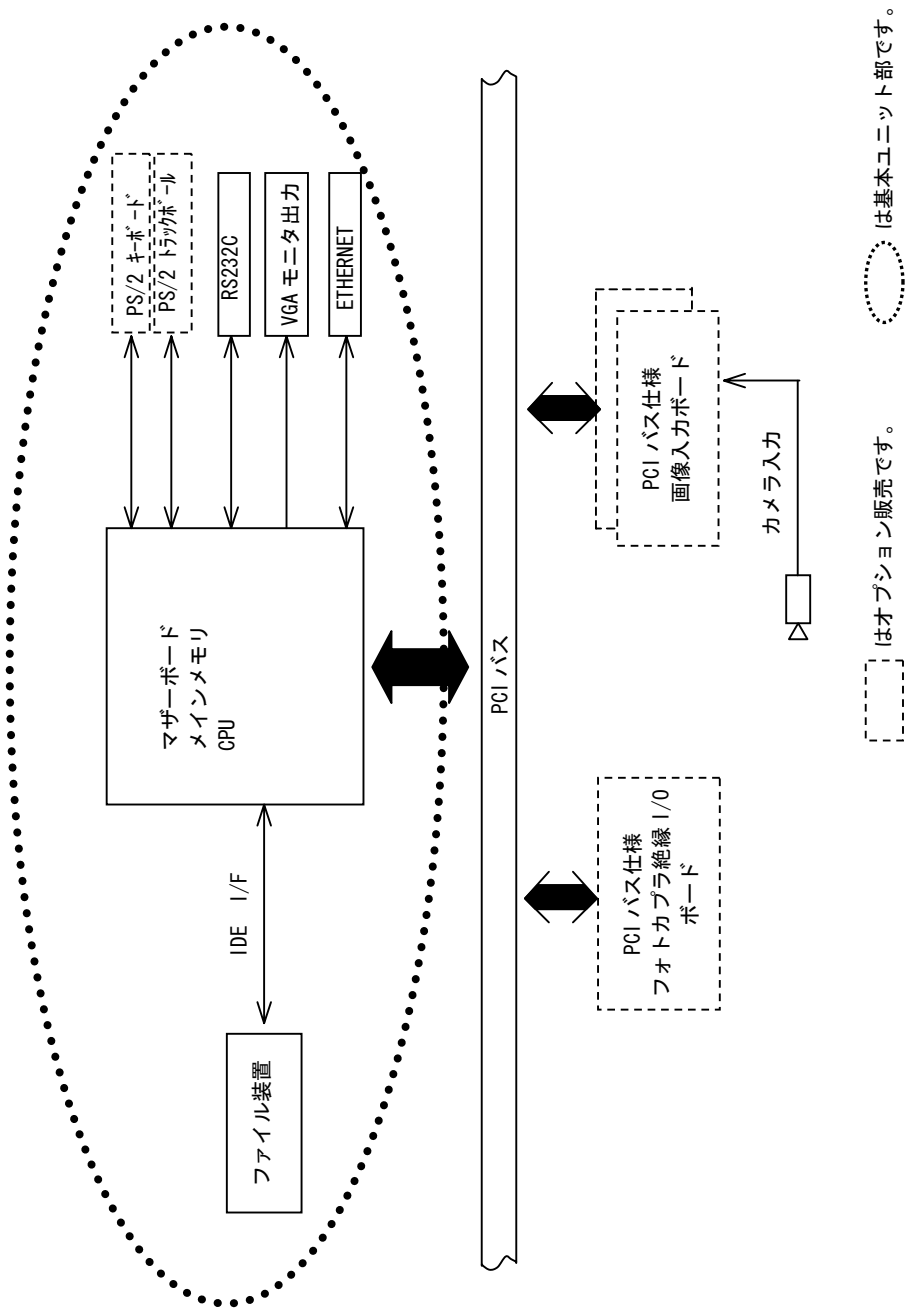 PS/2 キーボード
PS/2 トラックボール
RS232C
VGA モニタ出力
ETHERNET
マザーボード
メインメモリ
CPU
IDE I/F
ファイル装置
PCI バス
PCI バス仕様
フォトカプラ絶縁 I/O
ボード
PCI バス仕様
画像入力ボード
カメラ入力
はオプション販売です。
は基本ユニット部です。